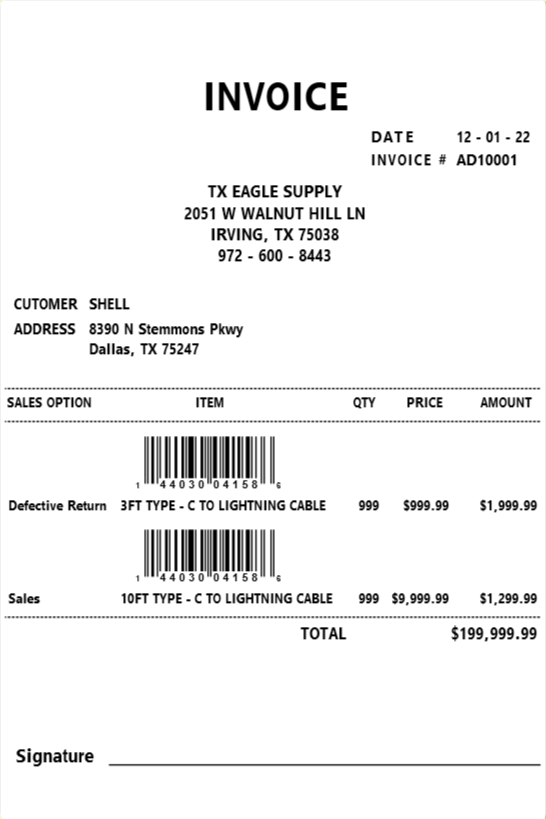 INVOICE
DATE 12 - 01 - 22
INVOICE # AD10001
TX EAGLE SUPPLY
2051 W WALNUT HILL LN
IRVING, TX 75038
972 - 600 - 8443
CUTOMER SHELL
ADDRESS 8390 N Stemmons Pkwy
Dallas, TX 75247
SALES OPTION ITEM QTY PRICE AMOUNT
1 44030 04158 6
Defective Return 3FT TYPE - C TO LIGHTNING CABLE 999 $999.99 $1,999.99
1 44030 04158 6
Sales 10FT TYPE - C TO LIGHTNING CABLE 999 $9,999.99 $1,299.99
TOTAL $199,999.99
Signature